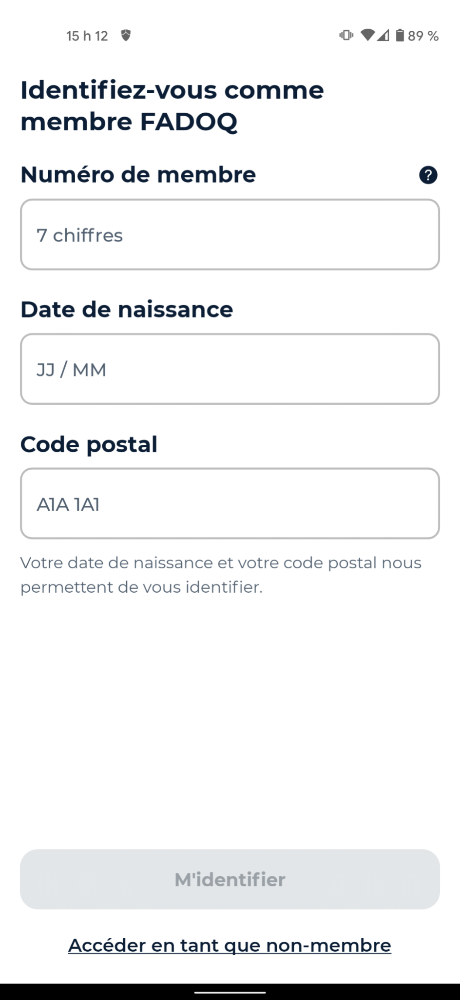 15 h 12
89 %
Identifiez-vous comme
membre FADOQ
Numéro de membre
?
7 chiffres
Date de naissance
JJ / MM
Code postal
A1A 1A1
Votre date de naissance et votre code postal nous
permettent de vous identifier.
M'identifier
Accéder en tant que non-membre